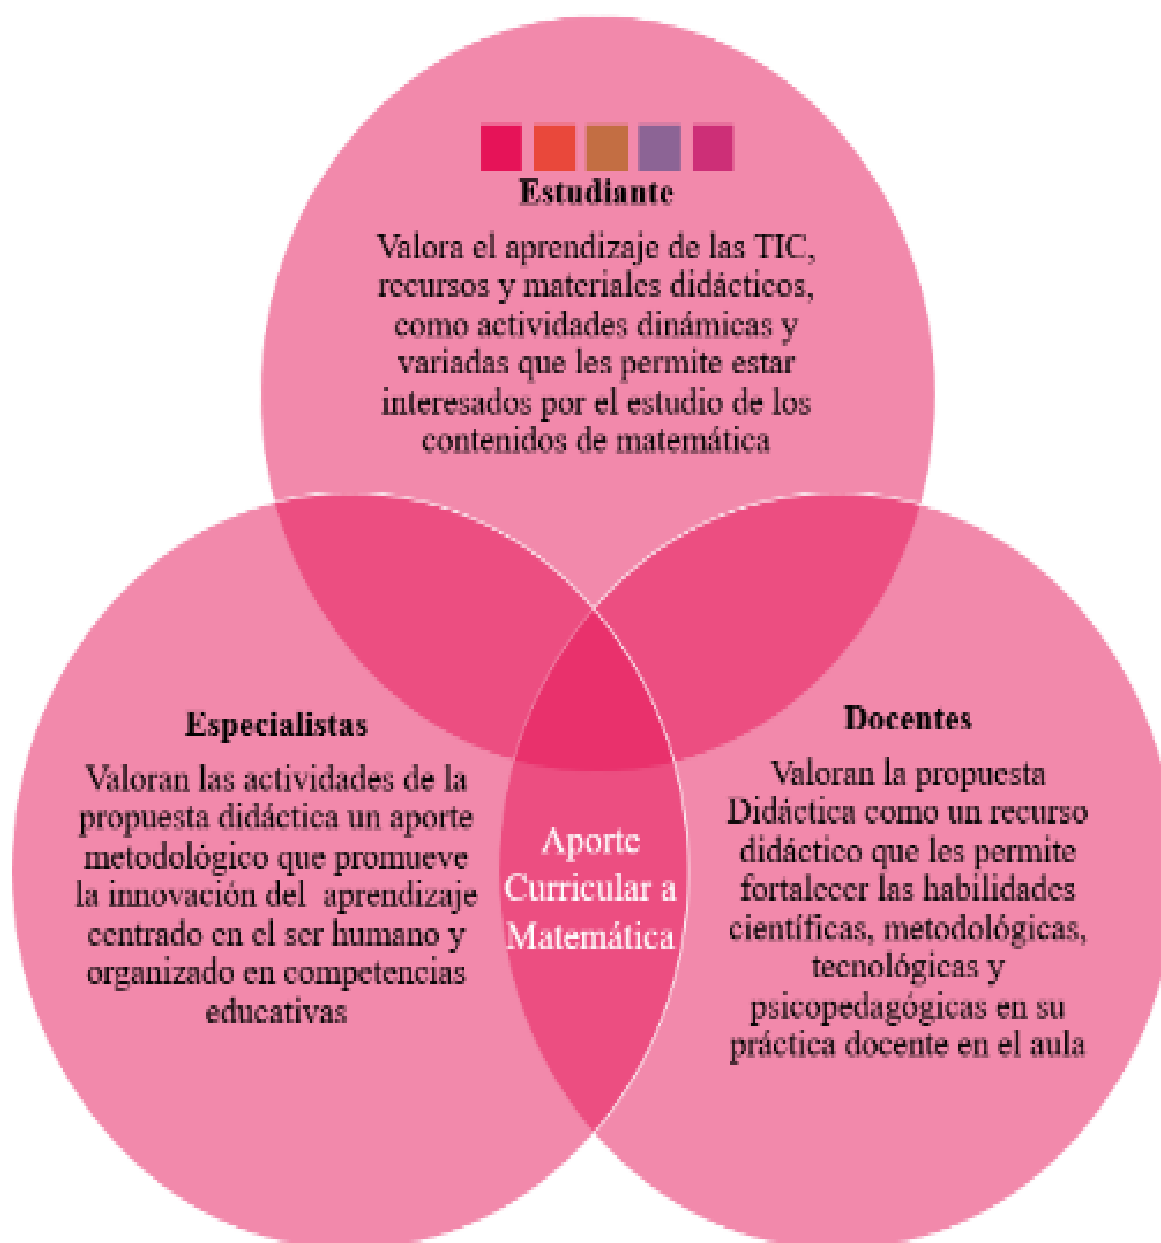 Estudiante
Valora el aprendizaje de las TIC,
recursos y materiales didácticos,
como actividades dinámicas y
variadas que les permite estar
interesados por el estudio de los
contenidos de matemática
Especialistas
Valoran las actividades de la
propuesta didáctica un aporte
metodológico que promueve
la innovación del aprendizaje
centrado en el ser humano y
organizado en competencias
educativas
Aporte
Curricular a
Matemática
Docentes
Valoran la propuesta
Didáctica como un recurso
didáctico que les permite
fortalecer las habilidades
científicas, metodológicas,
tecnológicas y
psicopedagógicas en su
práctica docente en el aula